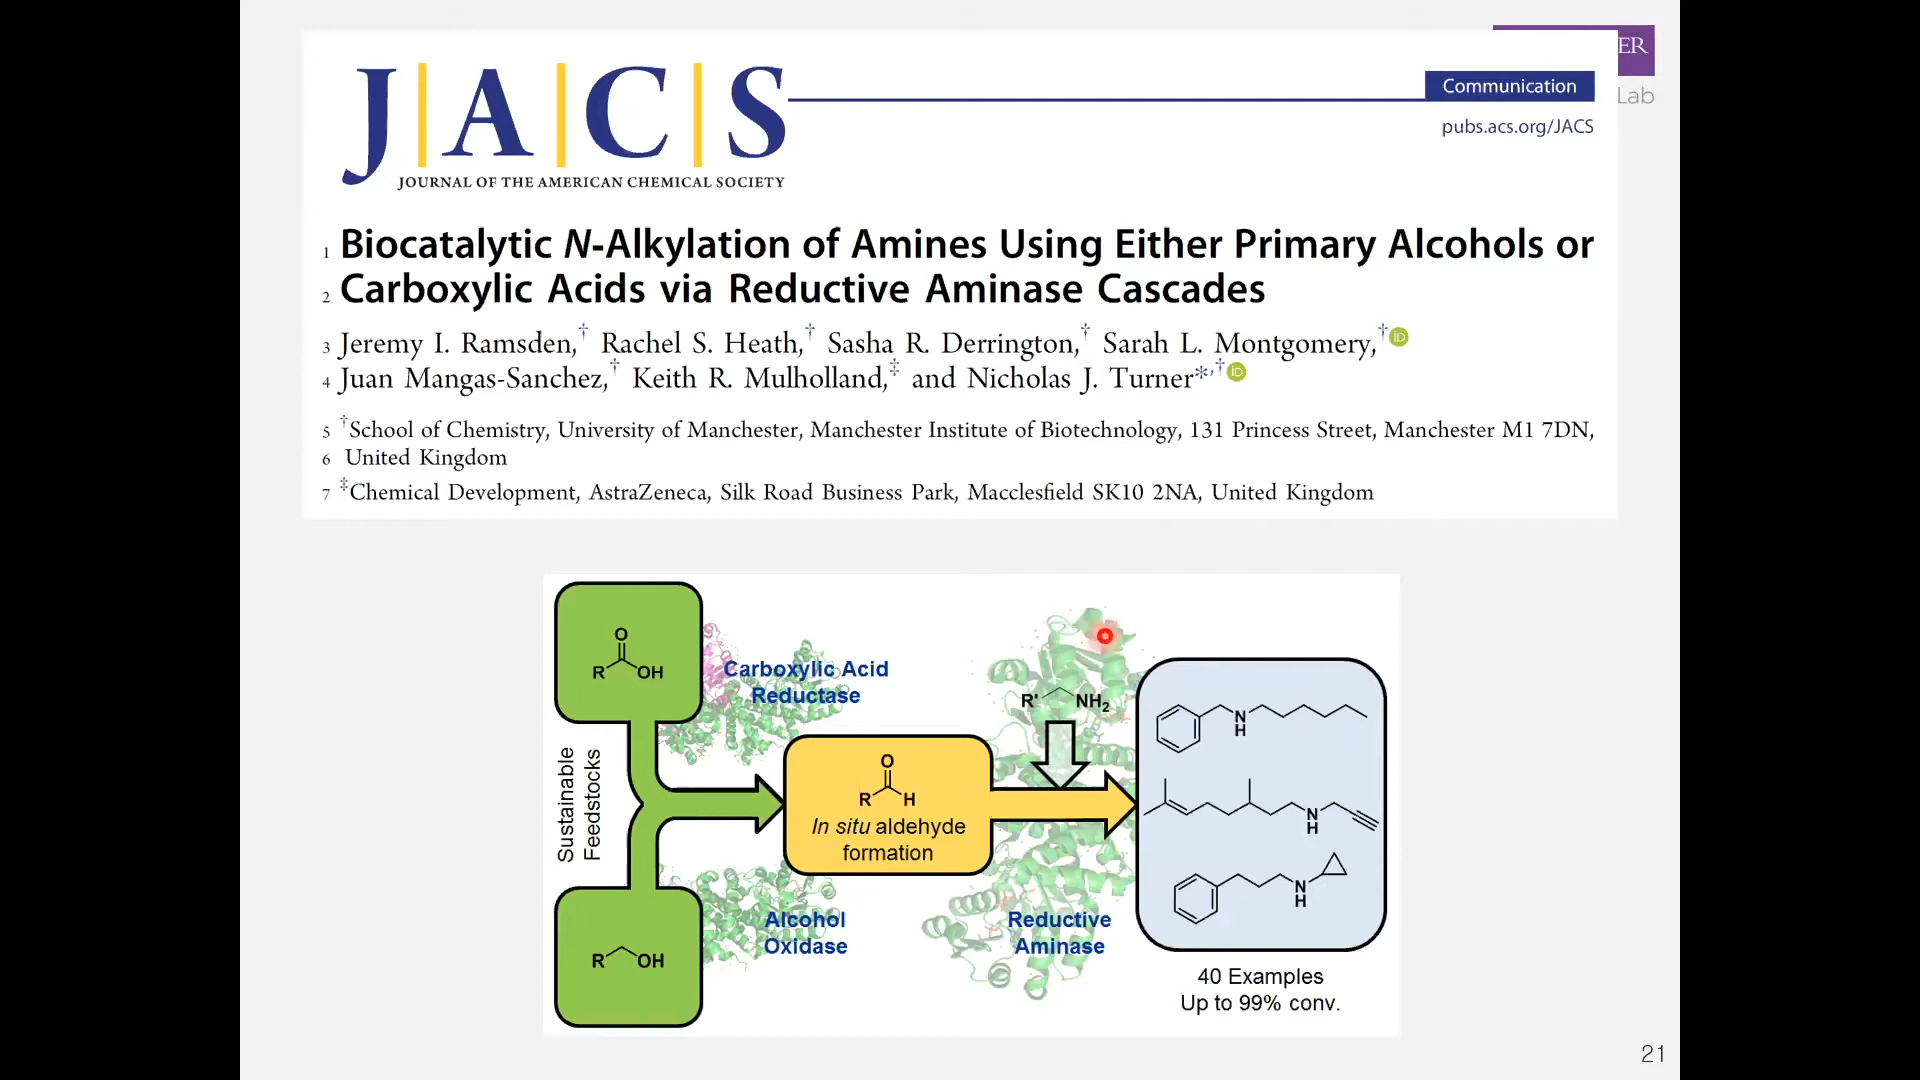 ER
Lab
J|A|C|S
JOURNAL OF THE AMERICAN CHEMICAL SOCIETY
Communication
pubs.acs.org/JACS
1 Biocatalytic N-Alkylation of Amines Using Either Primary Alcohols or
2 Carboxylic Acids via Reductive Aminase Cascades
3 Jeremy I. Ramsden,† Rachel S. Heath,† Sasha R. Derrington,† Sarah L. Montgomery,† iD
4 Juan Mangas-Sanchez,† Keith R. Mulholland,‡ and Nicholas J. Turner*,† iD
5 †School of Chemistry, University of Manchester, Manchester Institute of Biotechnology, 131 Princess Street, Manchester M1 7DN,
6 United Kingdom
7 ‡Chemical Development, AstraZeneca, Silk Road Business Park, Macclesfield SK10 2NA, United Kingdom
O
R OH
Carboxylic Acid
Reductase
R' NH2
Sustainable
Feedstocks
O
R H
In situ aldehyde
formation
Alcohol
Oxidase
Reductive
Aminase
R OH
N
H
N
H
N
H
40 Examples
Up to 99% conv.
21